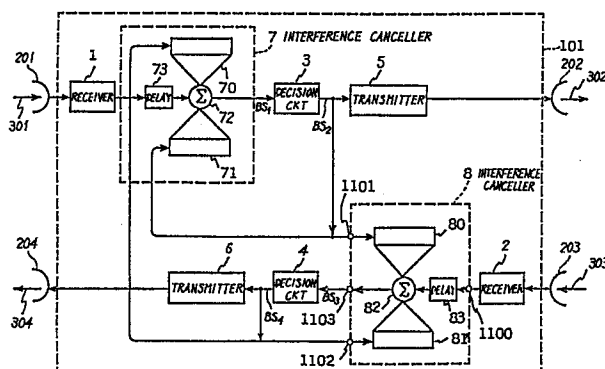 7 INTERFERENCE CANCELLER
101
201
1
73
70
3
5
202
RECEIVER
DELAY
Σ
BS1
DECISION CKT
BS2
TRANSMITTER
301
72
302
71
8 INTERFERENCE CANCELLER
1101
80
204
6
4
2
203
TRANSMITTER
BS4
DECISION CKT
BS3
Σ
DELAY
RECEIVER
304
303
1103
82
83
1100
1102
81